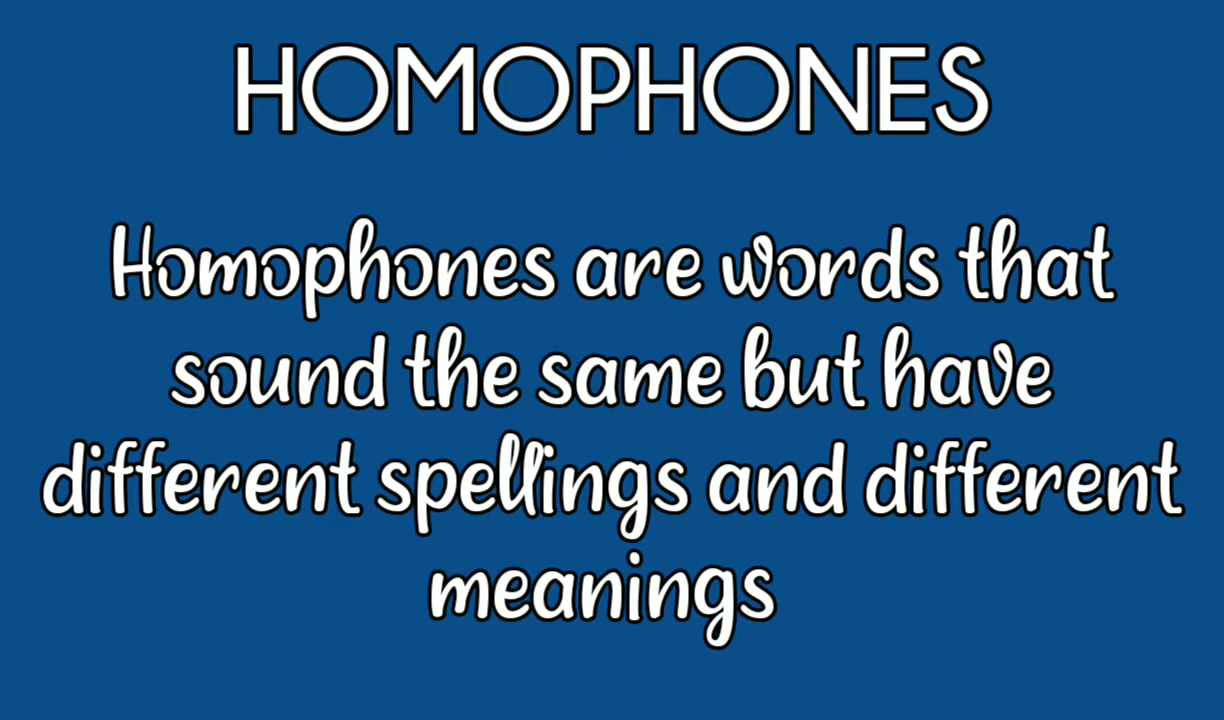 HOMOPHONES
Homophones are words that
sound the same but have
different spellings and different
meanings